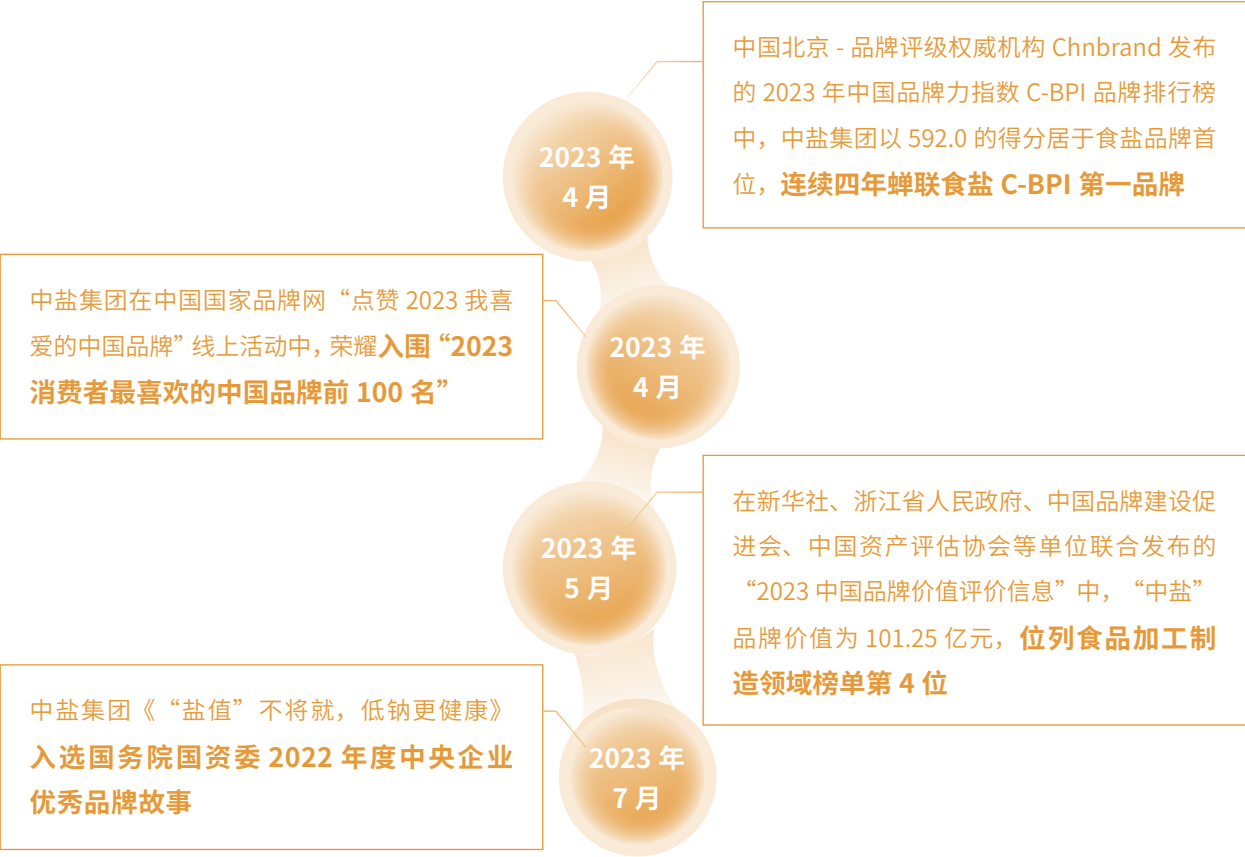 2023 年
4 月
中国北京 - 品牌评级权威机构 Chnbrand 发布
的 2023 年中国品牌力指数 C-BPI 品牌排行榜
中，中盐集团以 592.0 的得分居于食盐品牌首
位，连续四年蝉联食盐 C-BPI 第一品牌
2023 年
4 月
中盐集团在中国国家品牌网“点赞 2023 我喜
爱的中国品牌”线上活动中，荣耀入围“2023
消费者最喜欢的中国品牌前 100 名”
2023 年
5 月
在新华社、浙江省人民政府、中国品牌建设促
进会、中国资产评估协会等单位联合发布的
“2023 中国品牌价值评价信息”中，“中盐”
品牌价值为 101.25 亿元，位列食品加工制
造领域榜单第 4 位
2023 年
7 月
中盐集团《“盐值”不将就，低钠更健康》
入选国务院国资委 2022 年度中央企业
优秀品牌故事